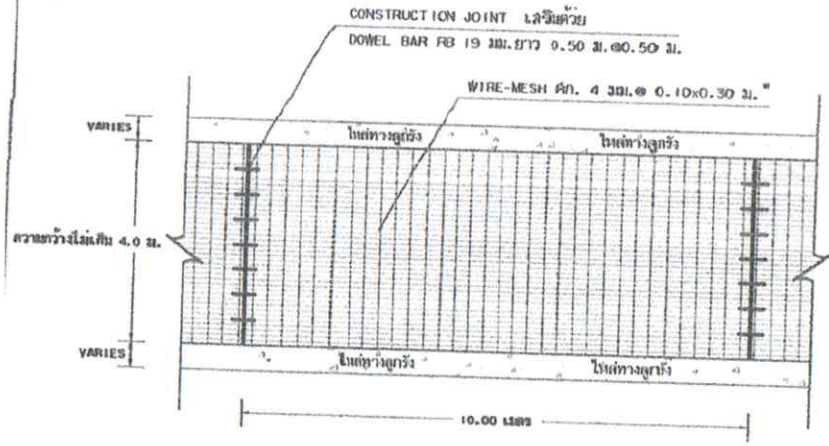 CONSTRUCTION JOINT เสริมด้วย
DOWEL BAR RB 19 มม.ยาว 0.50 ม.@0.50 ม.
WIRE-MESH ศก. 4 มม.@ 0.10x0.30 ม."
VARIES
ไหล่ทางลูกรัง
ไหล่ทางลูกรัง
ความกว้างไม่เกิน 4.0 ม.
VARIES
ไหล่ทางลูกรัง
ไหล่ทางลูกรัง
10.00 เมตร